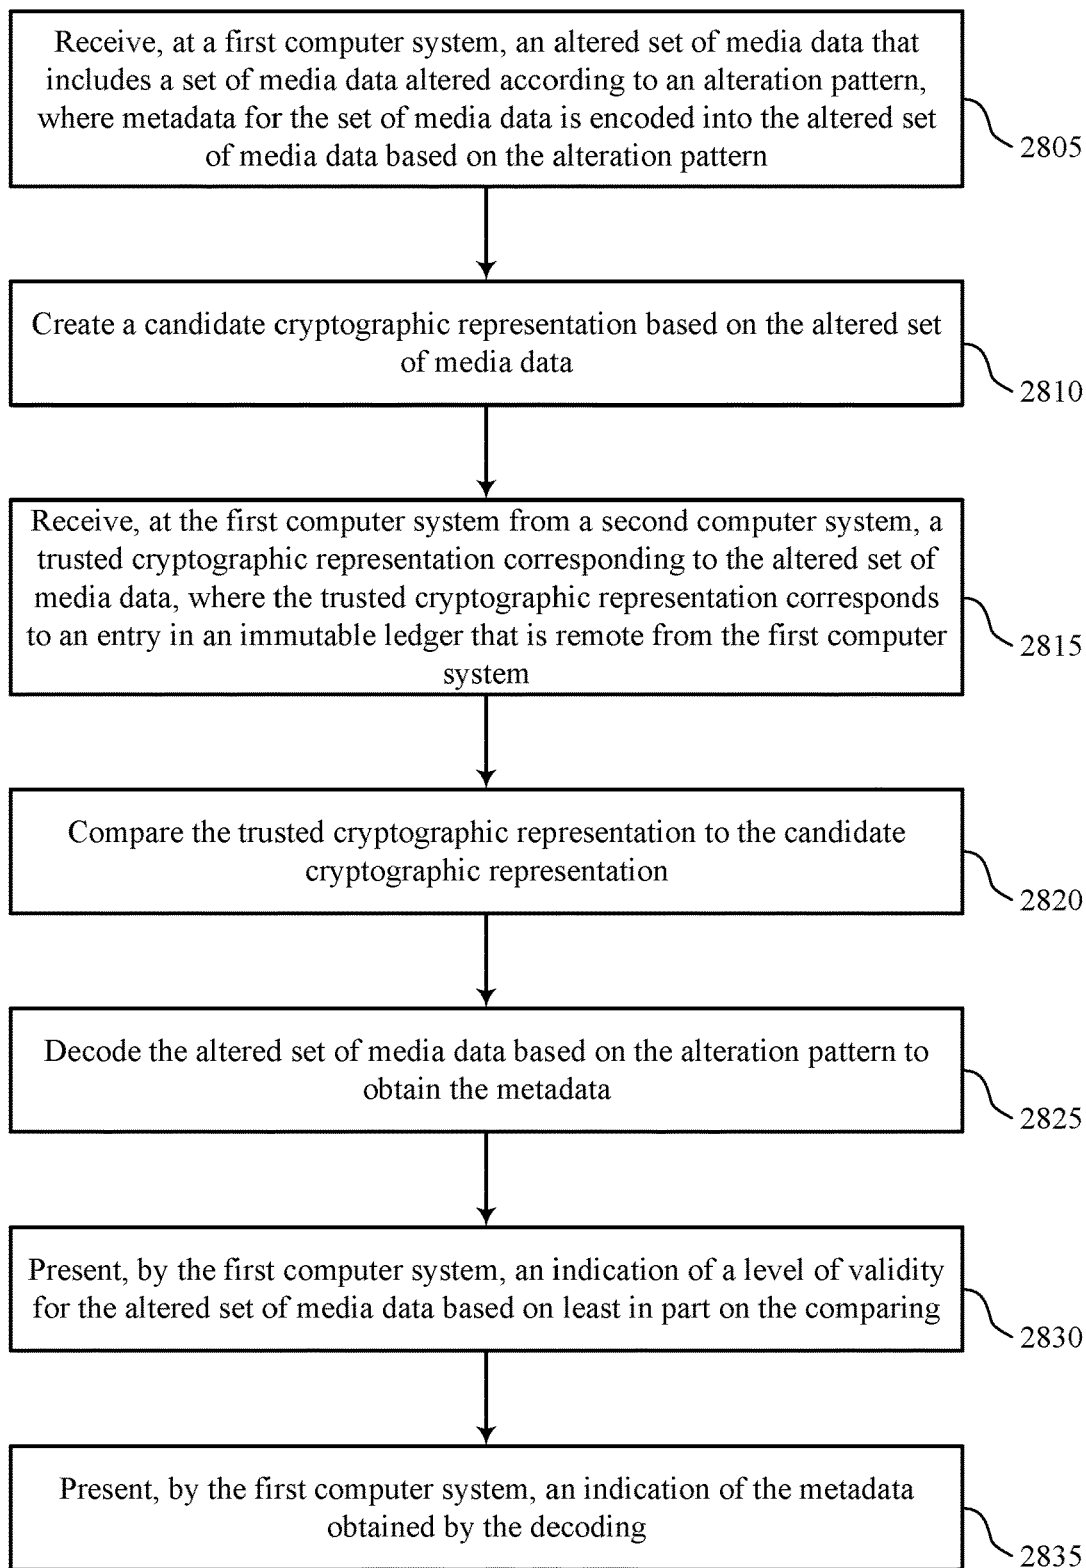 Receive, at a first computer system, an altered set of media data that
includes a set of media data altered according to an alteration pattern,
where metadata for the set of media data is encoded into the altered set
of media data based on the alteration pattern
2805
Create a candidate cryptographic representation based on the altered set
of media data
2810
Receive, at the first computer system from a second computer system, a
trusted cryptographic representation corresponding to the altered set of
media data, where the trusted cryptographic representation corresponds
to an entry in an immutable ledger that is remote from the first computer
system
2815
Compare the trusted cryptographic representation to the candidate
cryptographic representation
2820
Decode the altered set of media data based on the alteration pattern to
obtain the metadata
2825
Present, by the first computer system, an indication of a level of validity
for the altered set of media data based on least in part on the comparing
2830
Present, by the first computer system, an indication of the metadata
obtained by the decoding
2835